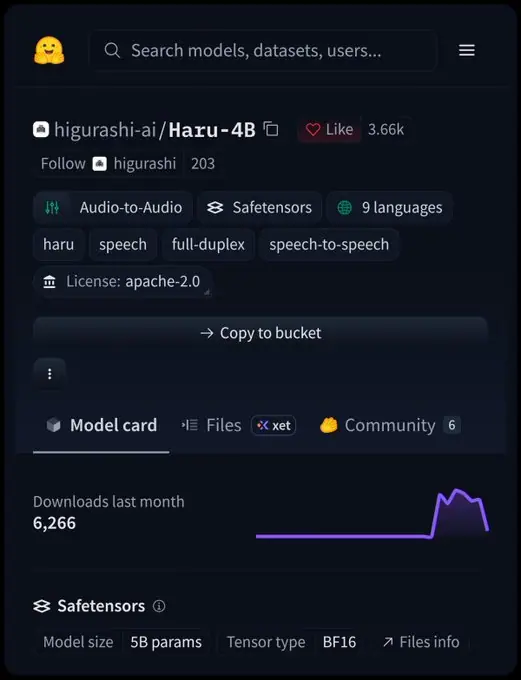 Search models, datasets, users...
higurashi-ai/Haru-4B Like 3.66k
Follow higurashi 203
Audio-to-Audio Safetensors 9 languages
haru speech full-duplex speech-to-speech
License: apache-2.0
→ Copy to bucket
Model card Files xet Community 6
Downloads last month
6,266
Safetensors
Model size 5B params Tensor type BF16 ↗ Files info